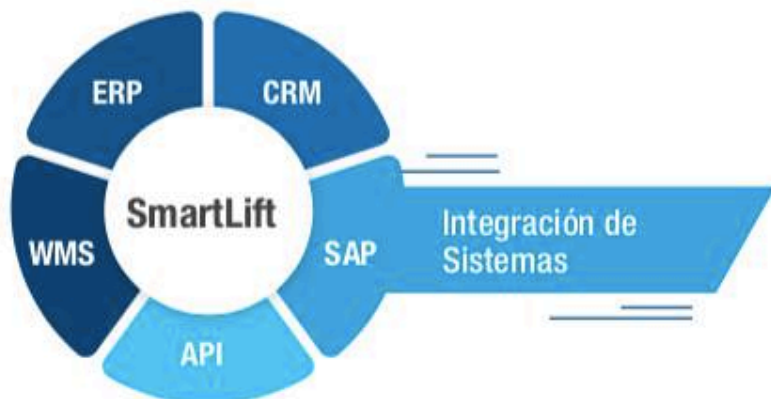 ERP
CRM
SmartLift
WMS
SAP
API
Integración de
Sistemas